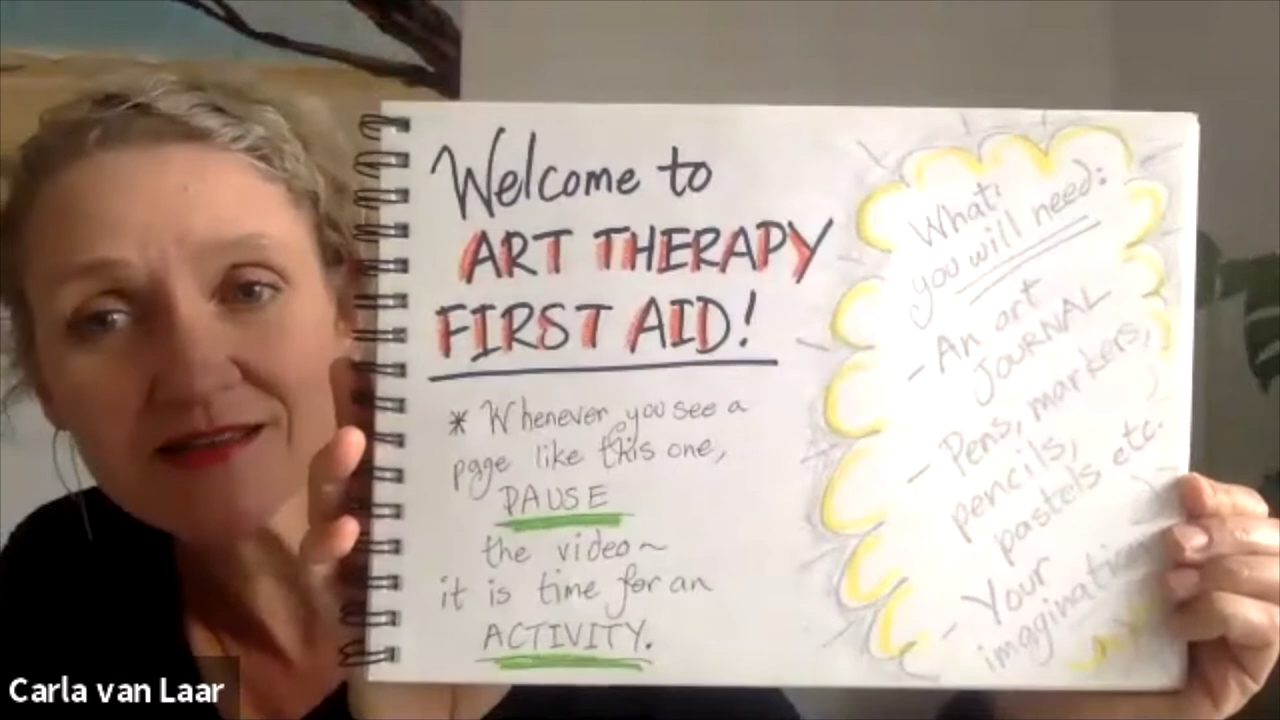 Welcome to
ART THERAPY
FIRST AID!
* Whenever you see a
page like this one,
PAUSE
the video ~
it is time for an
ACTIVITY.
What:
you will need:
- An art
JOURNAL
- Pens, markers,
pencils,
pastels etc.
- Your
imagination
Carla van Laar